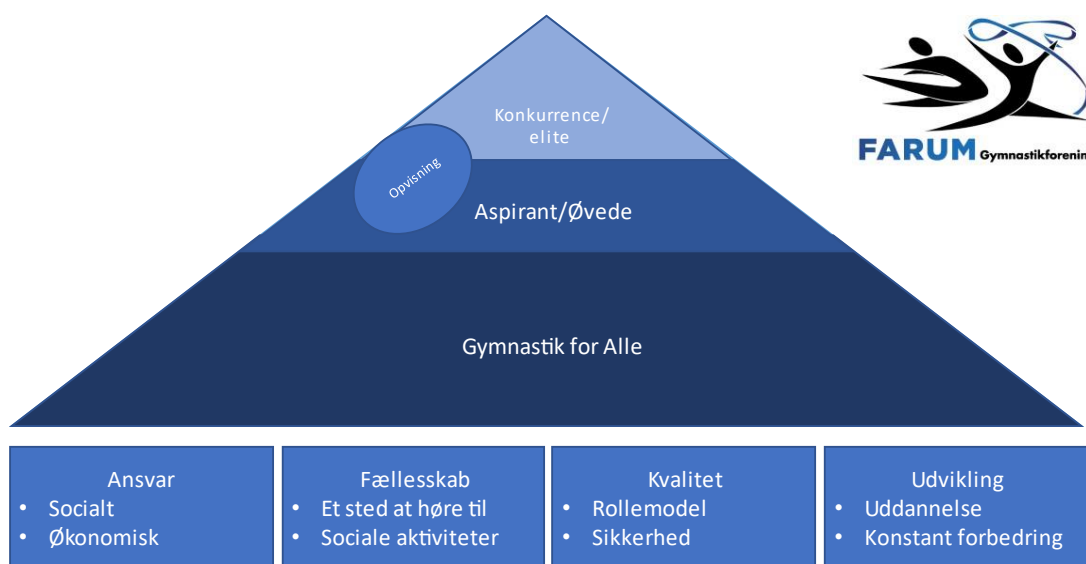 Konkurrence/
elite
Opvisning
Aspirant/Øvede
Gymnastik for Alle
FARUM Gymnastikforenin
Ansvar
• Socialt
• Økonomisk
Fællesskab
• Et sted at høre til
• Sociale aktiviteter
Kvalitet
• Rollemodel
• Sikkerhed
Udvikling
• Uddannelse
• Konstant forbedring